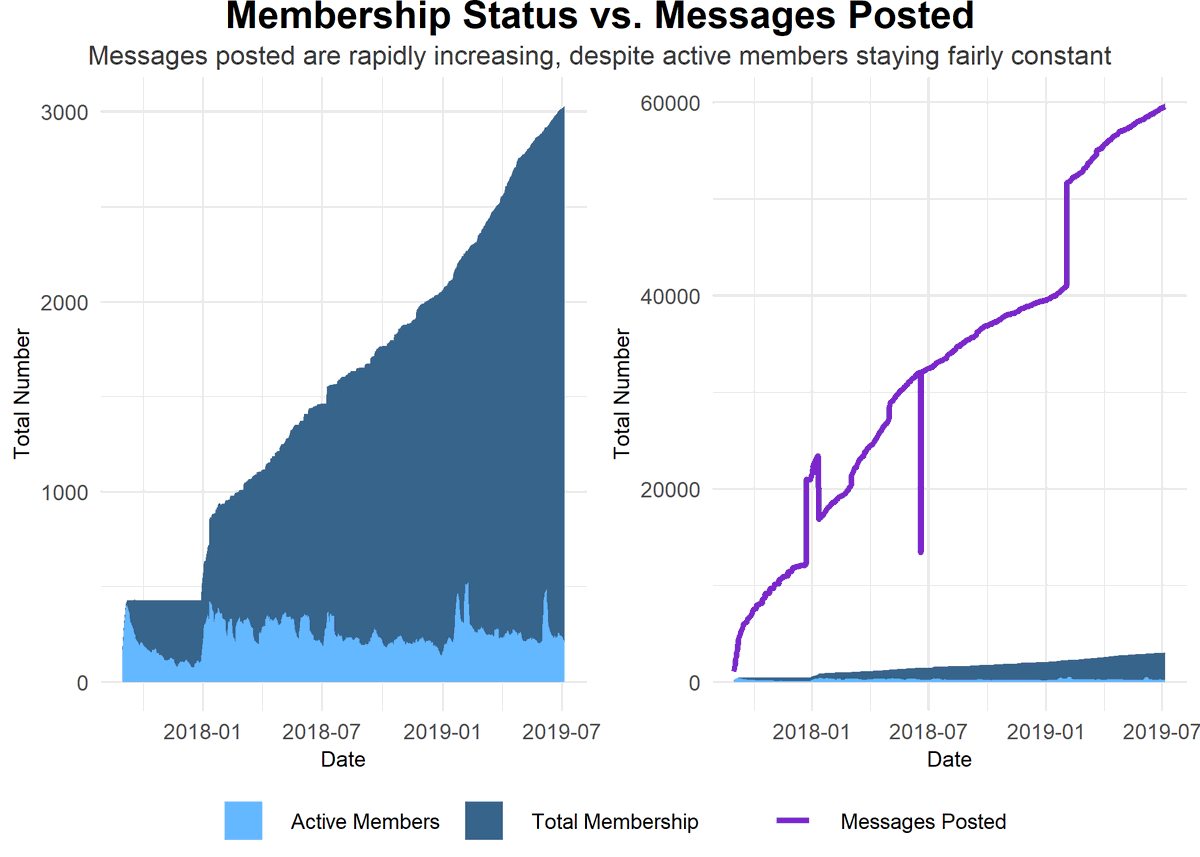 Membership Status vs. Messages Posted
Messages posted are rapidly increasing, despite active members staying fairly constant
Total Number
3000
2000
1000
0
2018-01 2018-07 2019-01 2019-07
Date
Total Number
60000
40000
20000
0
2018-01 2018-07 2019-01 2019-07
Date
Active Members Total Membership Messages Posted